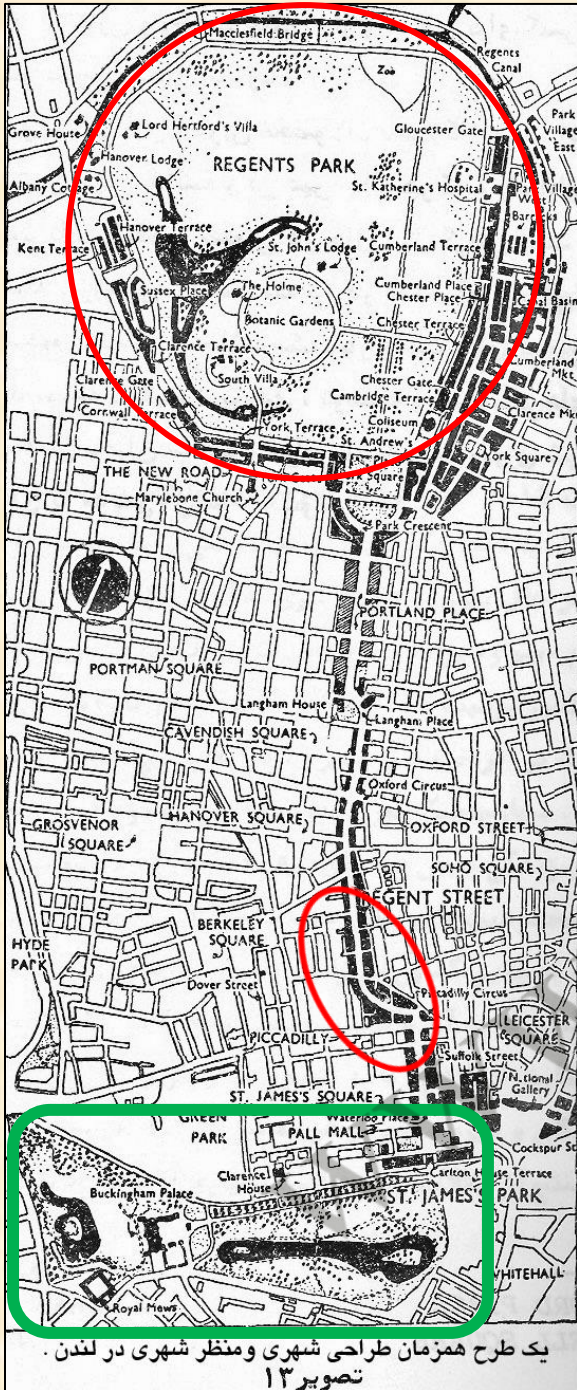 Macclesfield Bridge
Regents
Canal
Zoo
Park
Village
East
Grove House
Lord Hertford's Villa
Gloucester Gate
Hanover Lodge
REGENTS PARK
Albany Cottage
St. Katherine's Hospital
Park Village
West
Barracks
Hanover Terrace
Kent Terrace
St. John's Lodge
Cumberland Terrace
Sussex Place
The Holme
Cumberland Place
Chester Place
Canal Basin
Botanic Gardens
Chester Terrace
Clarence Terrace
Cumberland
Mkt
Clarence Gate
South Villa
Chester Gate
Cambridge Terrace
Clarence Mkt
Cornwall Terrace
Coliseum
York Terrace
St. Andrew's
Place
York Square
THE NEW ROAD
Square
Marylebone Church
Park Crescent
PORTLAND PLACE
PORTMAN SQUARE
Langham House
Langham Place
CAVENDISH SQUARE
Oxford Circus
HANOVER SQUARE
GROSVENOR
SQUARE
OXFORD STREET
SOHO SQUARE
REGENT STREET
BERKELEY
SQUARE
HYDE
PARK
Dover Street
Piccadilly Circus
PICCADILLY
LEICESTER
SQUARE
Suffolk Street
ST. JAMES'S SQUARE
National
Gallery
GREEN
PARK
Waterloo Place
PALL MALL
Cockspur St
Clarence
House
Carlton House Terrace
Buckingham Palace
ST. JAMES'S PARK
WHITEHALL
Royal Mews
یک طرح همزمان طراحی شهری ومنظر شهری در لندن .
تصویر ۱۳